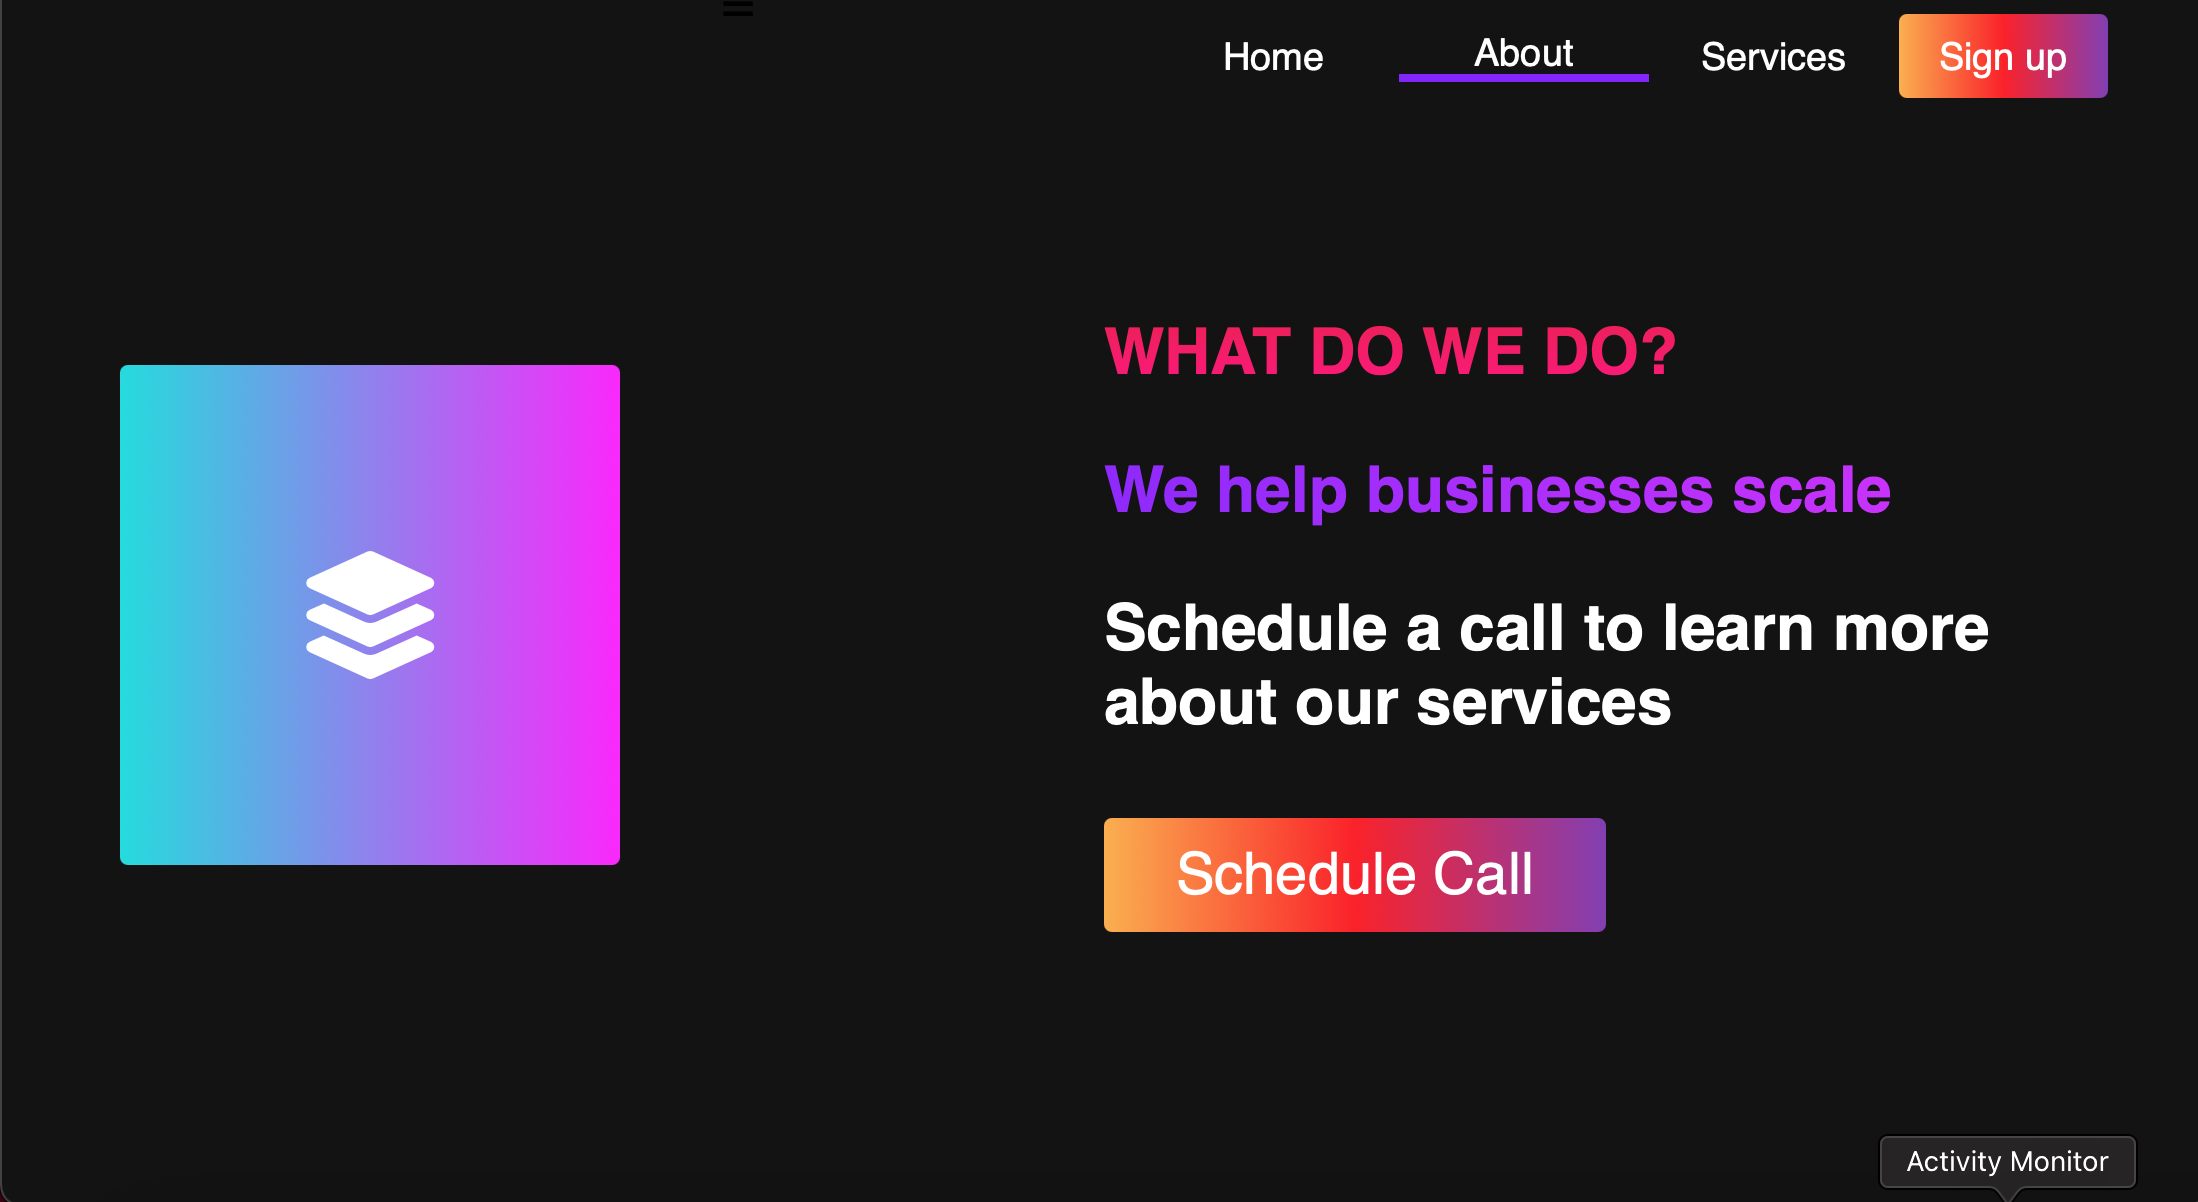 Home
About
Services
Sign up
WHAT DO WE DO?
We help businesses scale
Schedule a call to learn more
about our services
Schedule Call
Activity Monitor